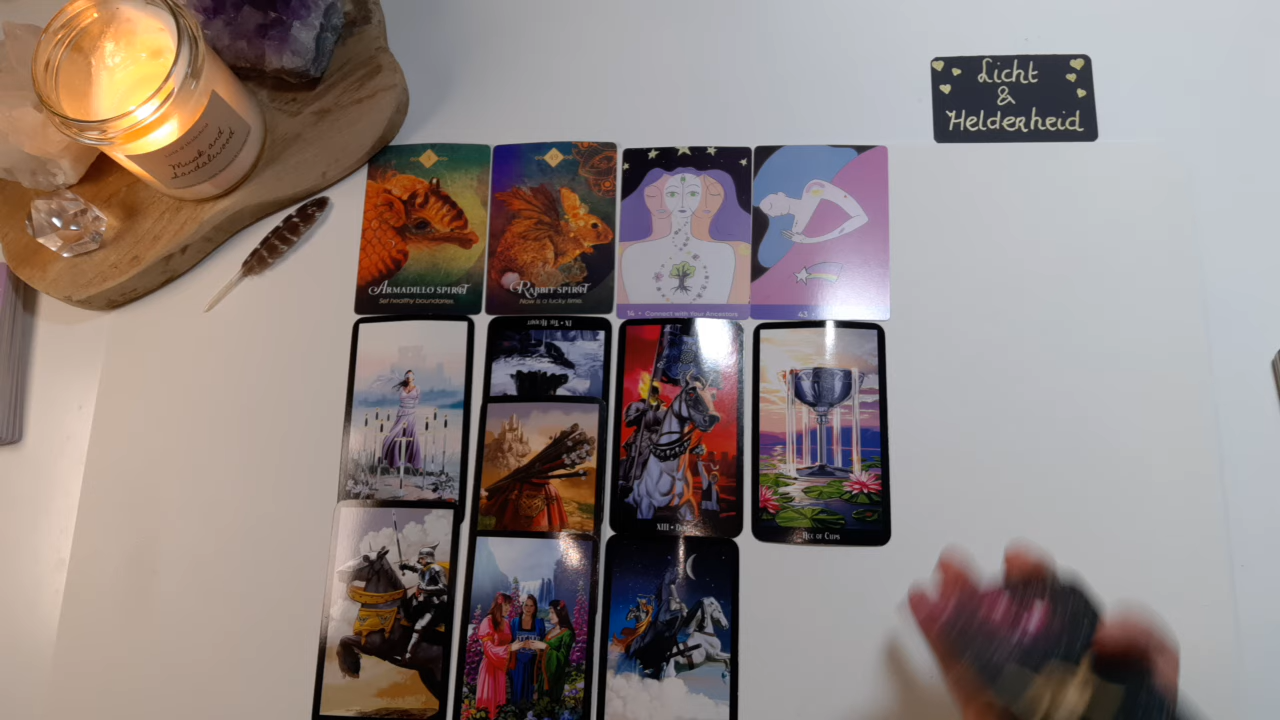 Licht
&
Helderheid
Musk and
Sandalwood
ARMADILLO SPIRIT
Set healthy boundaries.
RABBIT SPIRIT
Now is a lucky time.
14 • Connect with Your Ancestors
43
IX • The Hermit
XIII •
Ace of Cups